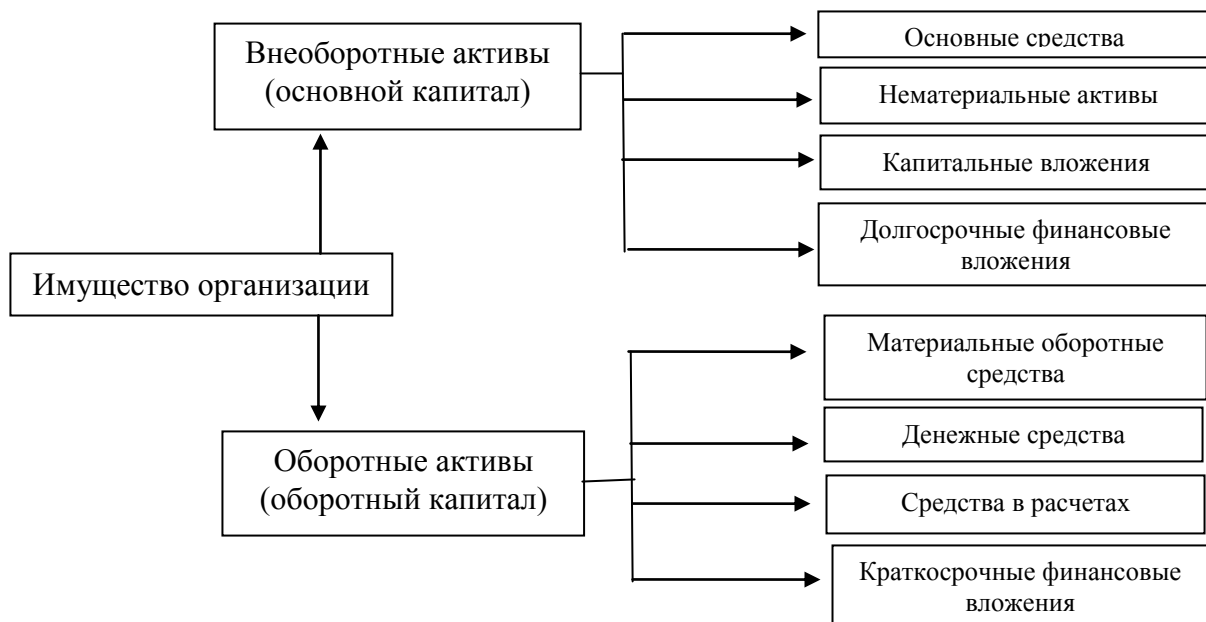 Внеоборотные активы
(основной капитал)
Основные средства
Нематериальные активы
Капитальные вложения
Долгосрочные финансовые
вложения
Имущество организации
Оборотные активы
(оборотный капитал)
Материальные оборотные
средства
Денежные средства
Средства в расчетах
Краткосрочные финансовые
вложения